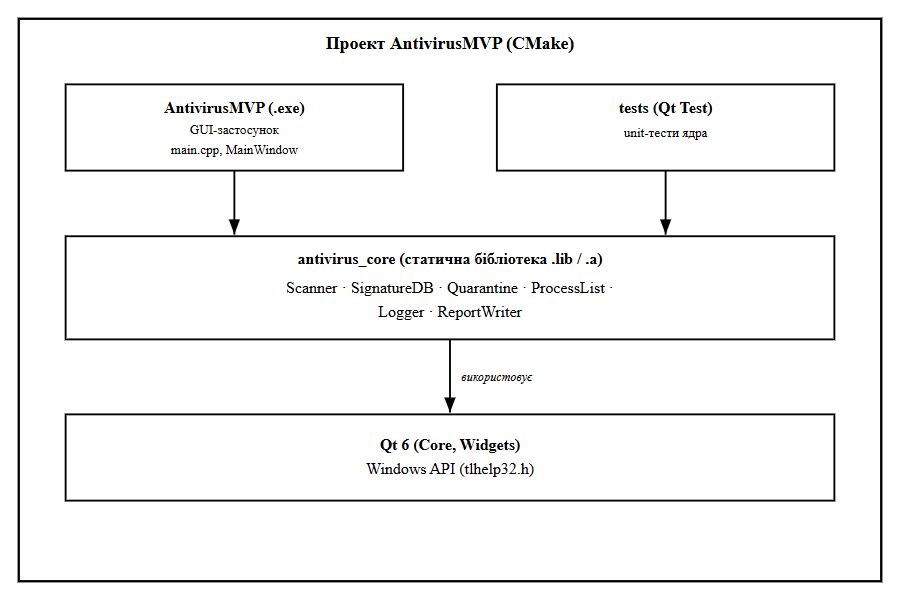 Проект AntivirusMVP (CMake)
AntivirusMVP (.exe)
GUI-застосунок
main.cpp, MainWindow
tests (Qt Test)
unit-тести ядра
antivirus_core (статична бібліотека .lib / .a)
Scanner · SignatureDB · Quarantine · ProcessList ·
Logger · ReportWriter
використовує
Qt 6 (Core, Widgets)
Windows API (tlhelp32.h)